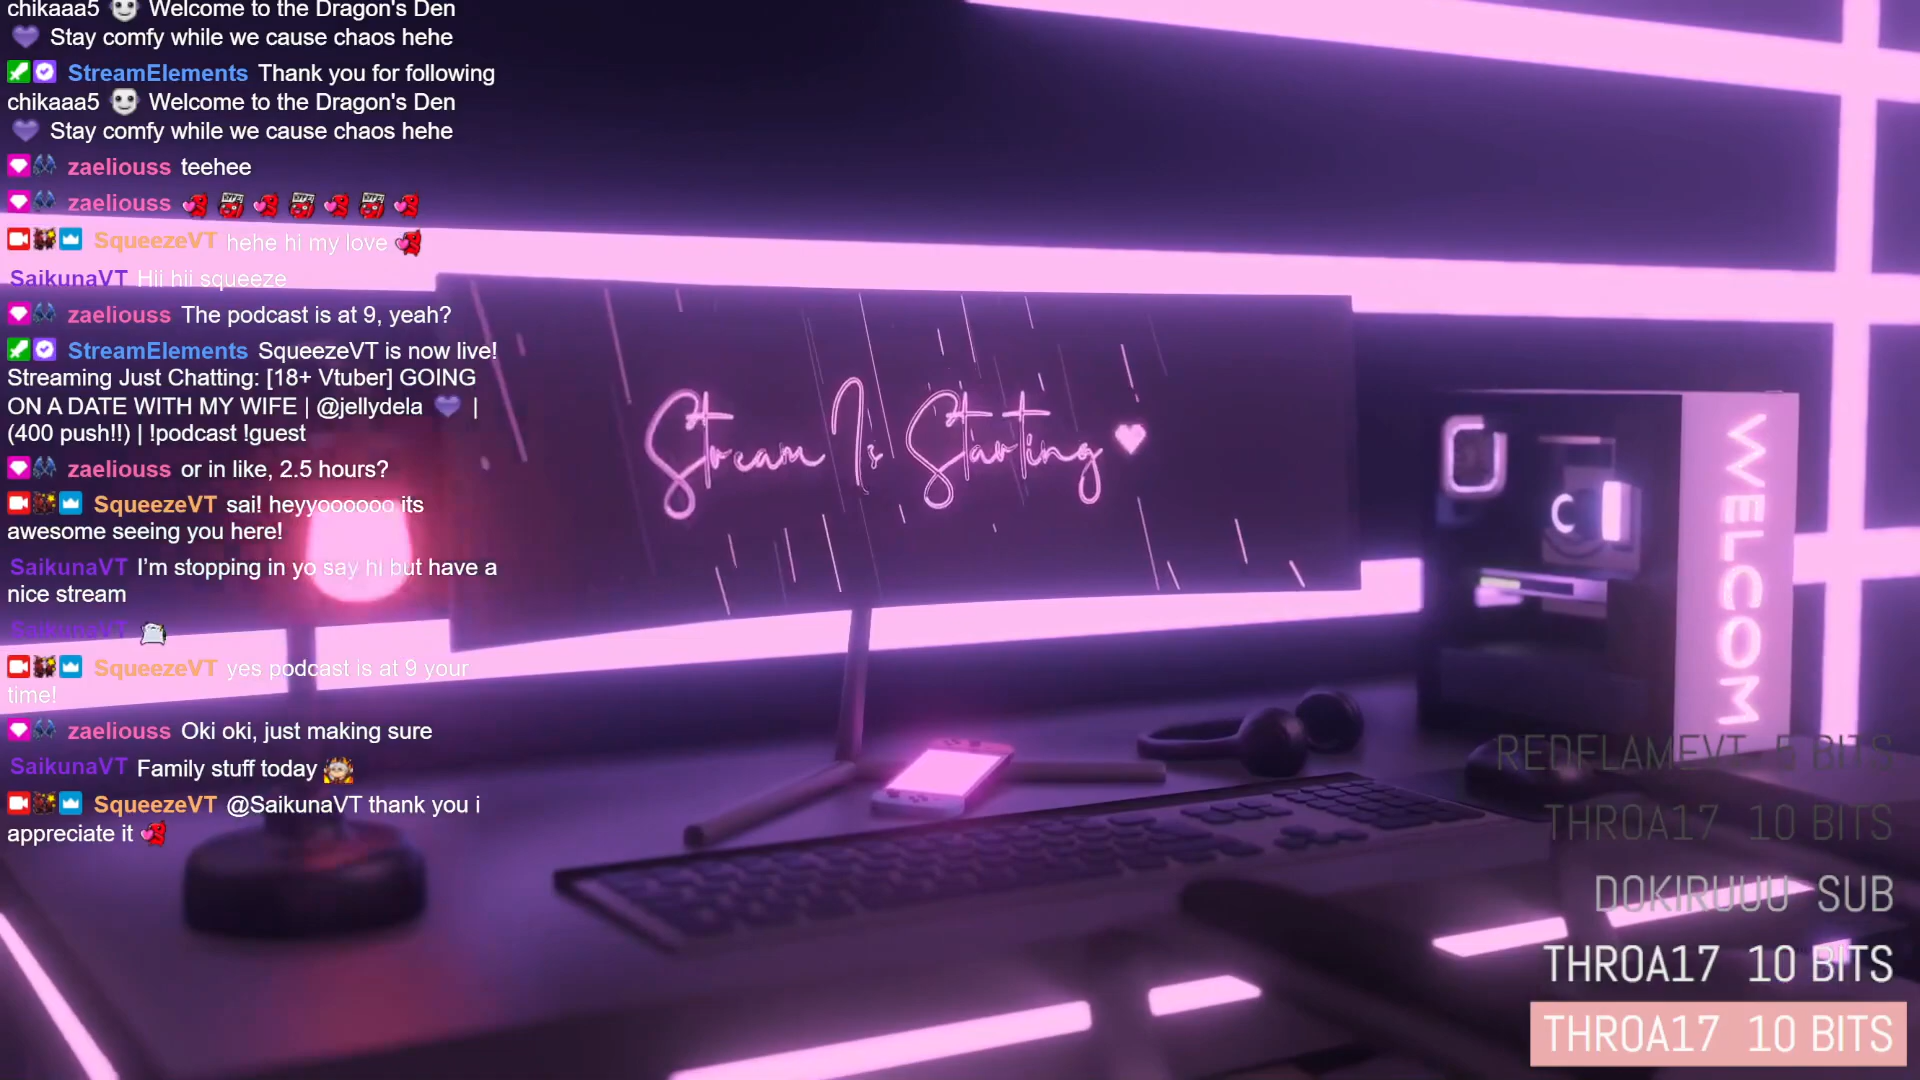 chikaaa5 Welcome to the Dragon's Den
Stay comfy while we cause chaos hehe
StreamElements Thank you for following
chikaaa5 Welcome to the Dragon's Den
Stay comfy while we cause chaos hehe
zaeliouss teehee
zaeliouss
SqueezeVT hehe hi my love
SaikunaVT Hii hii squeeze
zaeliouss The podcast is at 9, yeah?
StreamElements SqueezeVT is now live!
Streaming Just Chatting: [18+ Vtuber] GOING
ON A DATE WITH MY WIFE | @jellydela 💜 |
(400 push!!) | !podcast !guest
zaeliouss or in like, 2.5 hours?
SqueezeVT sai! heyyoooooo its
awesome seeing you here!
SaikunaVT I’m stopping in yo say hi but have a
nice stream
SaikunaVT
SqueezeVT yes podcast is at 9 your
time!
zaeliouss Oki oki, just making sure
SaikunaVT Family stuff today
SqueezeVT @SaikunaVT thank you i
appreciate it
Stream Is Starting
WELCOM
REDFLAMEVT 5 BITS
THROA17 10 BITS
DOKIRUUU SUB
THROA17 10 BITS
THROA17 10 BITS